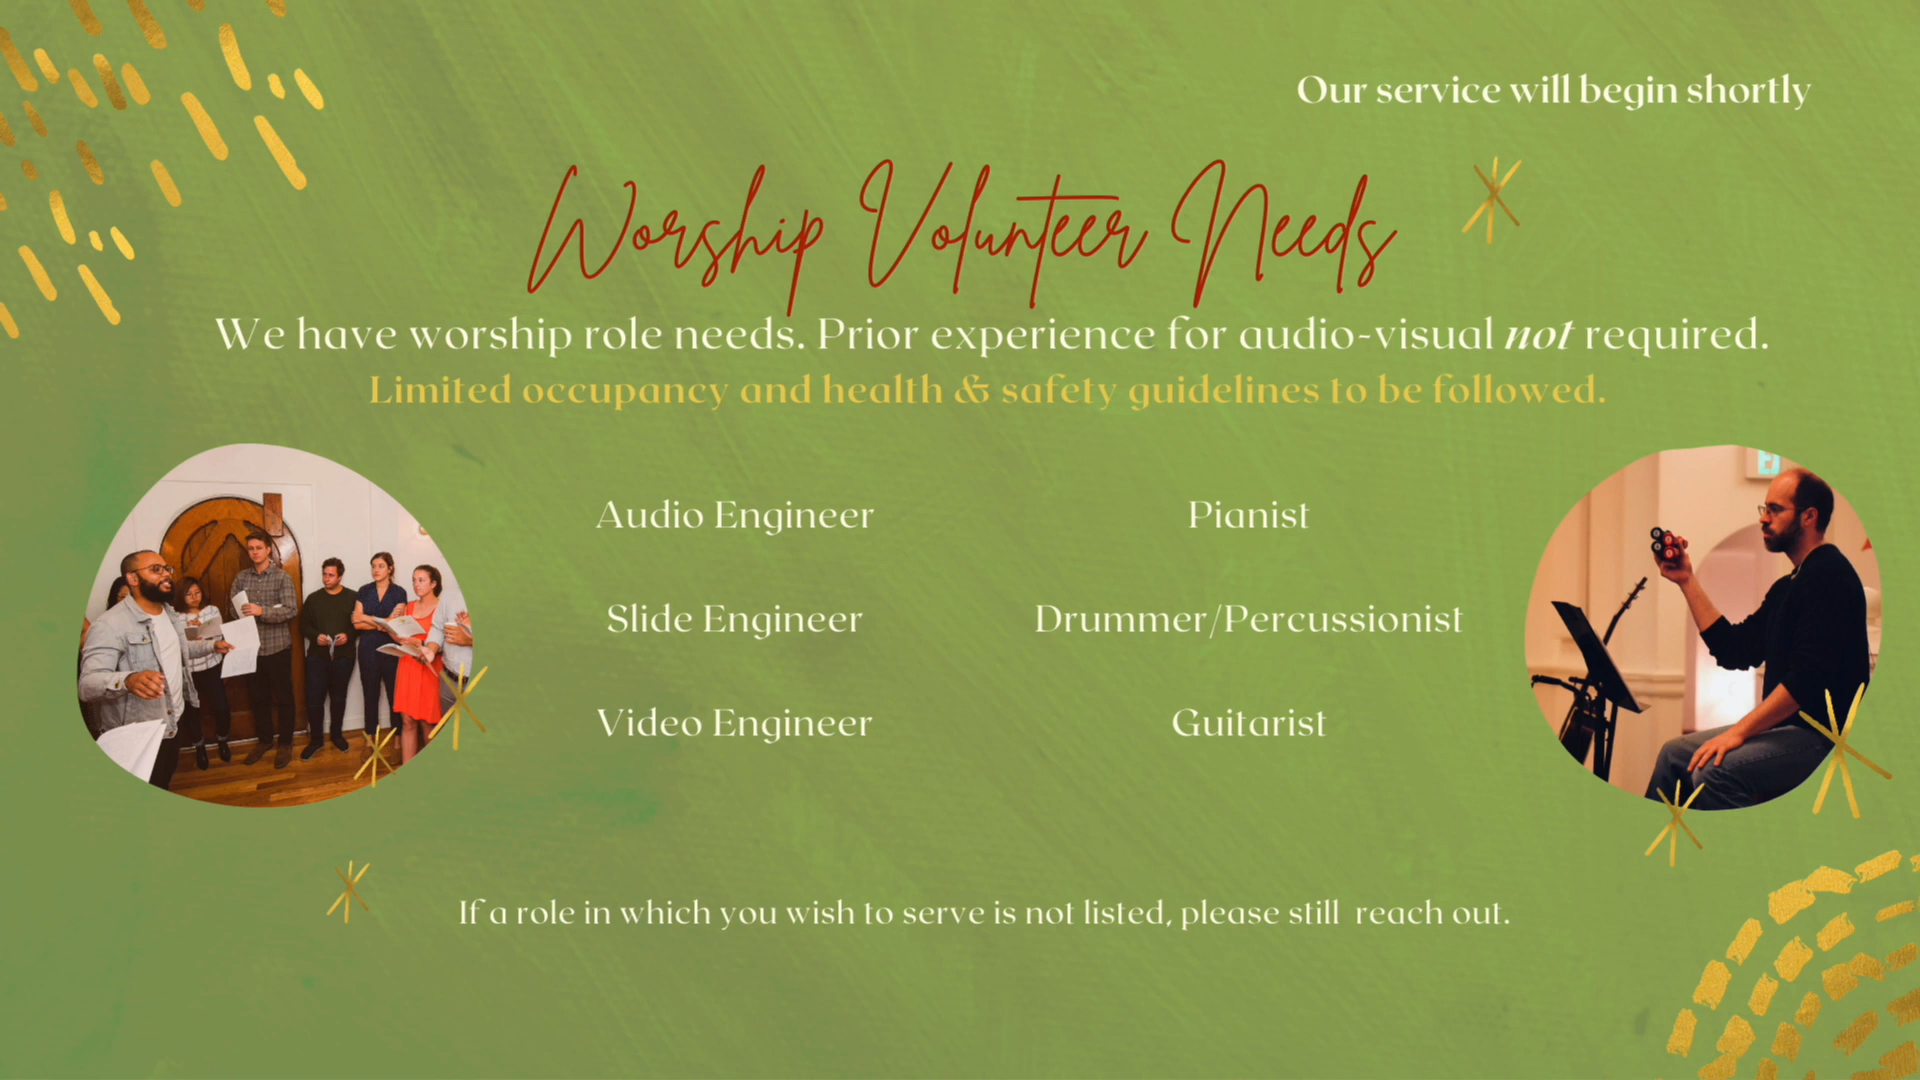 Our service will begin shortly
Worship Volunteer Needs
We have worship role needs. Prior experience for audio-visual not required.
Limited occupancy and health & safety guidelines to be followed.
Audio Engineer
Pianist
Slide Engineer
Drummer/Percussionist
Video Engineer
Guitarist
If a role in which you wish to serve is not listed, please still reach out.